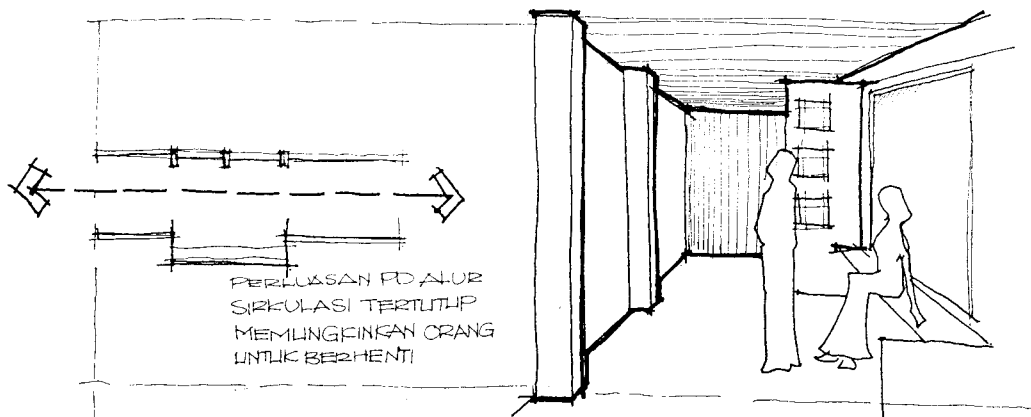 PERLUASAN PD ALUR
SIRKULASI TERTUTUP
MEMUNGKINKAN ORANG
UNTUK BERHENTI